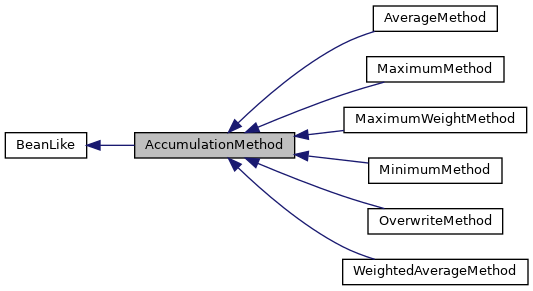 AverageMethod
MaximumMethod
MaximumWeightMethod
BeanLike
AccumulationMethod
MinimumMethod
OverwriteMethod
WeightedAverageMethod